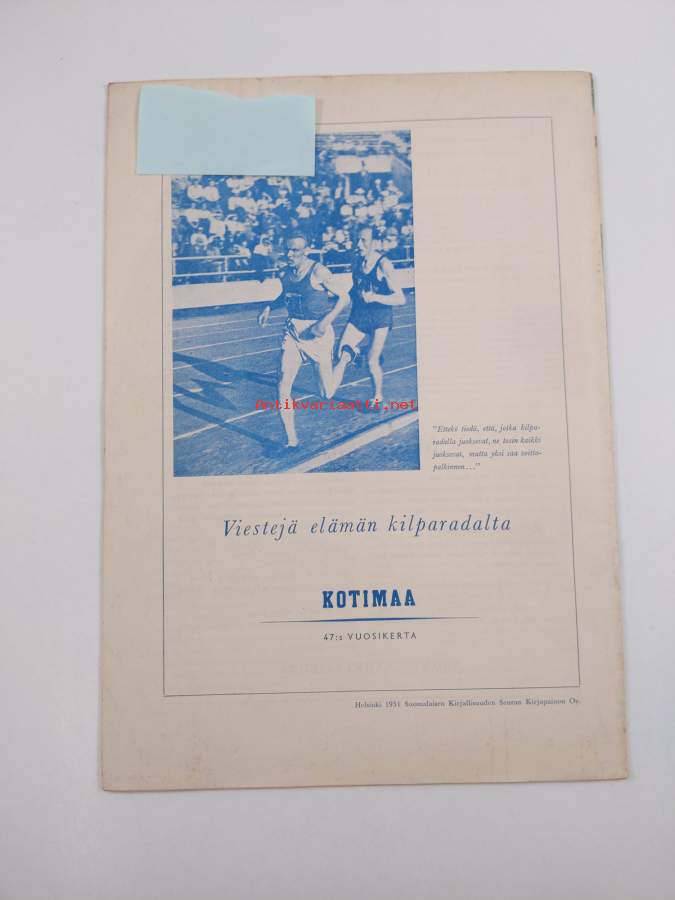 Antikvariaatti.net
"Ettekö tiedä, että, jotka kilpa-
radalla juoksevat, ne tosin kaikki
juoksevat, mutta yksi saa voitto-
palkinnon..."
Viestejä elämän kilparadalta
KOTIMAA
47:s VUOSIKERTA
Helsinki 1951 Suomalaisen Kirjallisuuden Seuran Kirjapainon Oy.